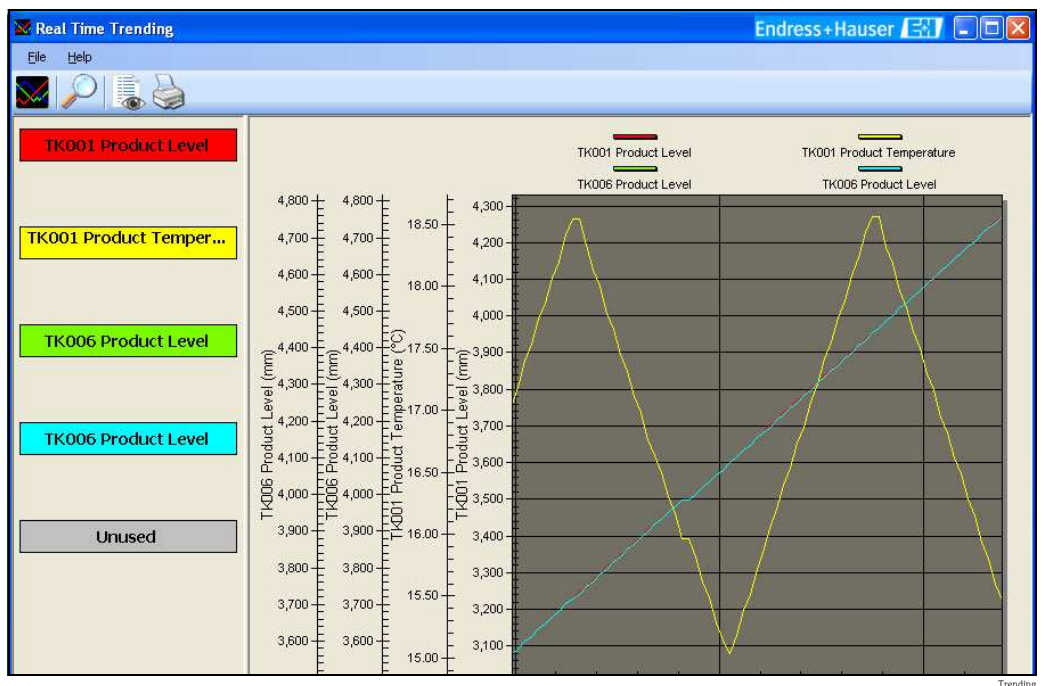 Real Time Trending
Endress+Hauser EH
File Help
TK001 Product Level
TK001 Product Temper...
TK006 Product Level
TK006 Product Level
Unused
TK001 Product Level
TK001 Product Temperature
TK006 Product Level
TK006 Product Level
TK006 Product Level (mm)
4,800
4,700
4,600
4,500
4,400
4,300
4,200
4,100
4,000
3,900
3,800
3,700
3,600
TK006 Product Level (mm)
4,800
4,700
4,600
4,500
4,400
4,300
4,200
4,100
4,000
3,900
3,800
3,700
3,600
TK001 Product Temperature (°C)
18.50
18.00
17.50
17.00
16.50
16.00
15.50
15.00
TK001 Product Level (mm)
4,300
4,200
4,100
4,000
3,900
3,800
3,700
3,600
3,500
3,400
3,300
3,200
3,100
Trending